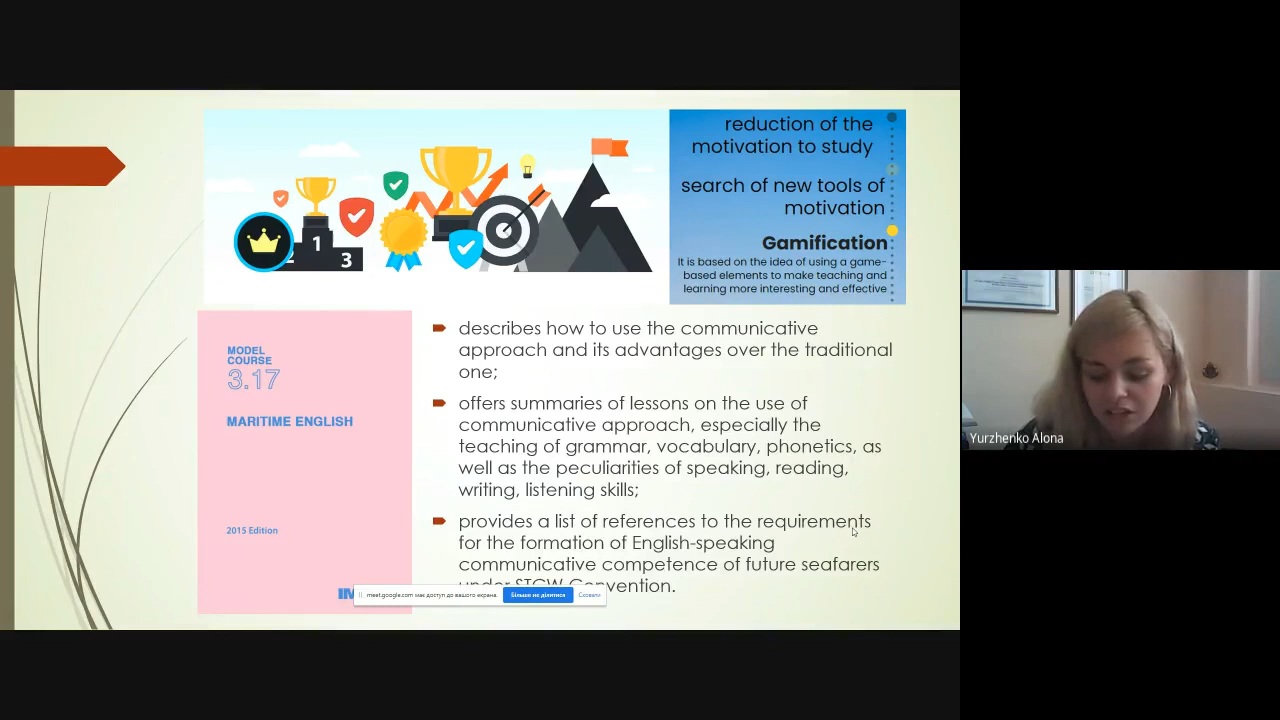 reduction of the
motivation to study
search of new tools of
motivation
Gamification
It is based on the idea of using a game-
based elements to make teaching and
learning more interesting and effective
1
2
3
MODEL
COURSE
3.17
MARITIME ENGLISH
2015 Edition
IM
describes how to use the communicative
approach and its advantages over the traditional
one;
offers summaries of lessons on the use of
communicative approach, especially the
teaching of grammar, vocabulary, phonetics, as
well as the peculiarities of speaking, reading,
writing, listening skills;
provides a list of references to the requirements
for the formation of English-speaking
communicative competence of future seafarers
under STCW Convention.
meet.google.com має доступ до вашого екрана.
Більше не ділитися
Сховати
Yurzhenko Alona